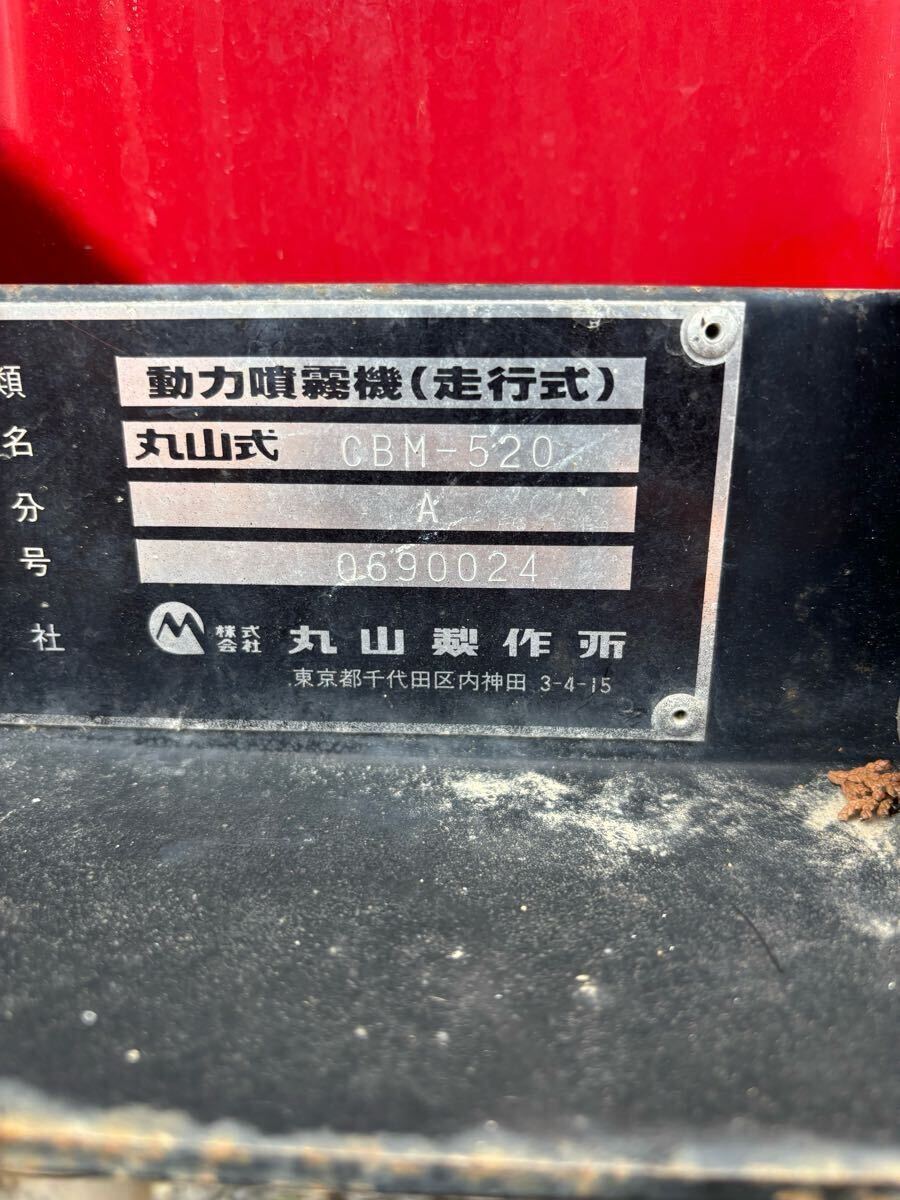 類 動力噴霧機(走行式)
名 丸山式 CBM-520
分 A
号 0690024
社 株式会社 丸山製作所
東京都千代田区内神田 3-4-15